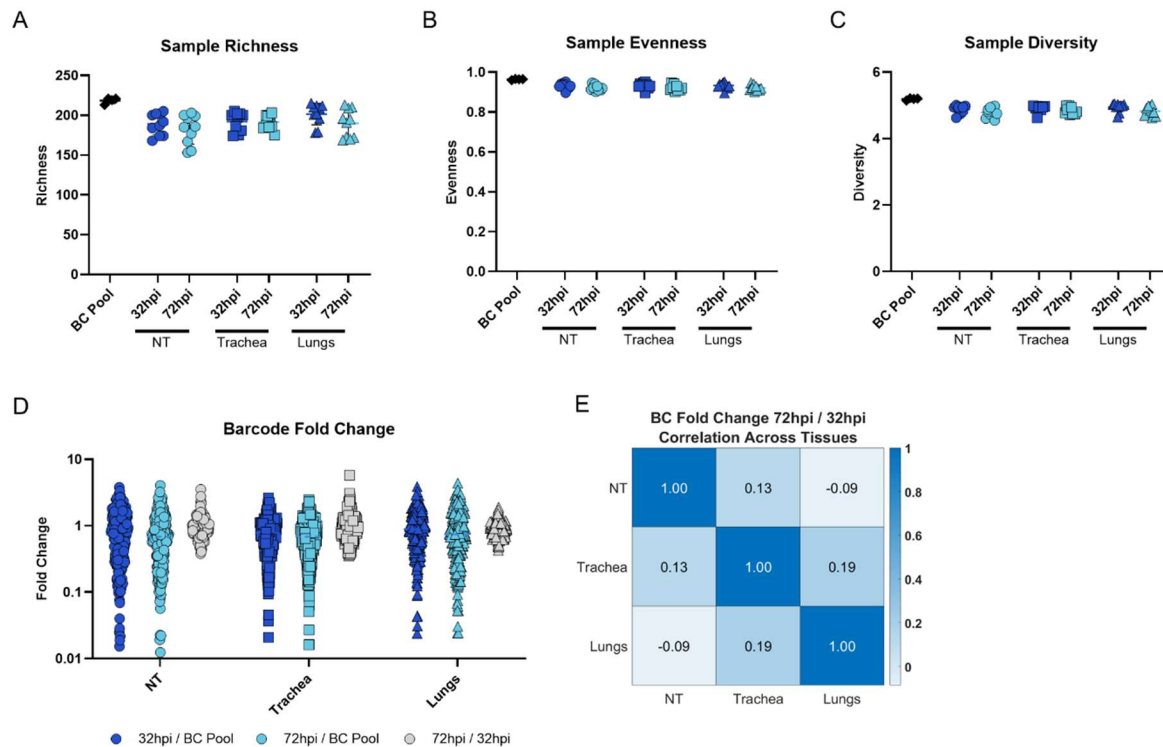 A
Sample Richness
250
200
150
100
50
0
Richness
BC Pool
32hpi
72hpi
32hpi
72hpi
32hpi
72hpi
NT
Trachea
Lungs
B
Sample Evenness
1.0
0.8
0.6
0.4
0.2
0.0
Evenness
BC Pool
32hpi
72hpi
32hpi
72hpi
32hpi
72hpi
NT
Trachea
Lungs
C
Sample Diversity
6
4
2
0
Diversity
BC Pool
32hpi
72hpi
32hpi
72hpi
32hpi
72hpi
NT
Trachea
Lungs
D
Barcode Fold Change
10
1
0.1
0.01
Fold Change
NT
Trachea
Lungs
32hpi / BC Pool
72hpi / BC Pool
72hpi / 32hpi
E
BC Fold Change 72hpi / 32hpi
Correlation Across Tissues
NT
1.00
0.13
-0.09
Trachea
0.13
1.00
0.19
Lungs
-0.09
0.19
1.00
NT
Trachea
Lungs
1
0.8
0.6
0.4
0.2
0